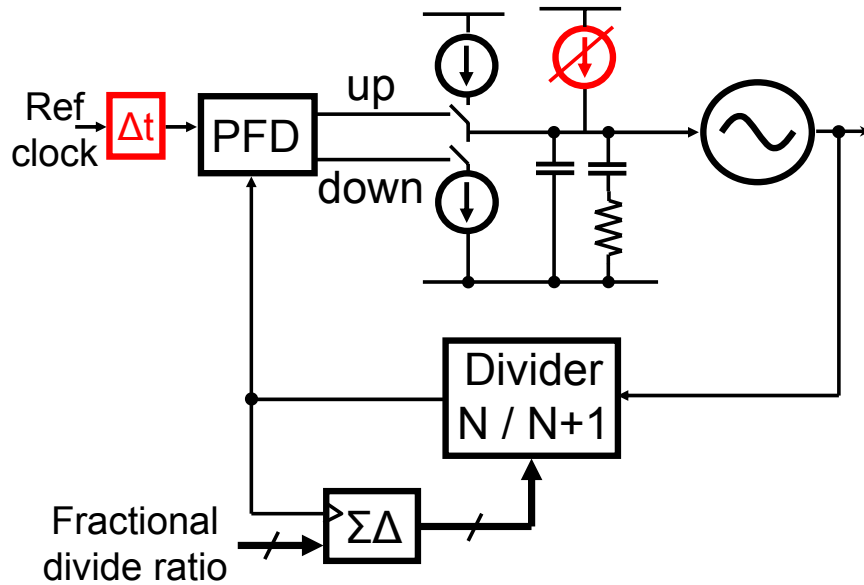 Ref
clock
Δt
PFD
up
down
Divider
N / N+1
Fractional
divide ratio
ΣΔ